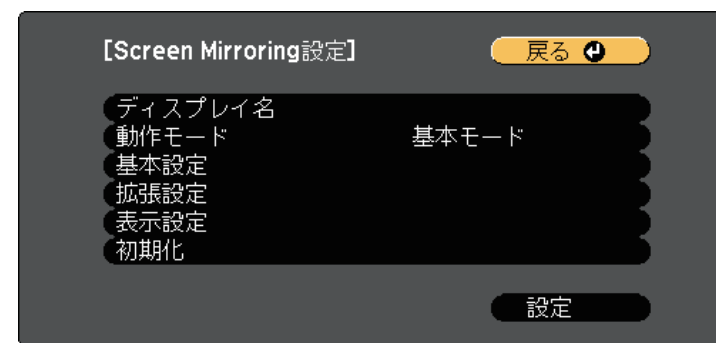 [Screen Mirroring設定] 戻る
ディスプレイ名
動作モード 基本モード
基本設定
拡張設定
表示設定
初期化
設定